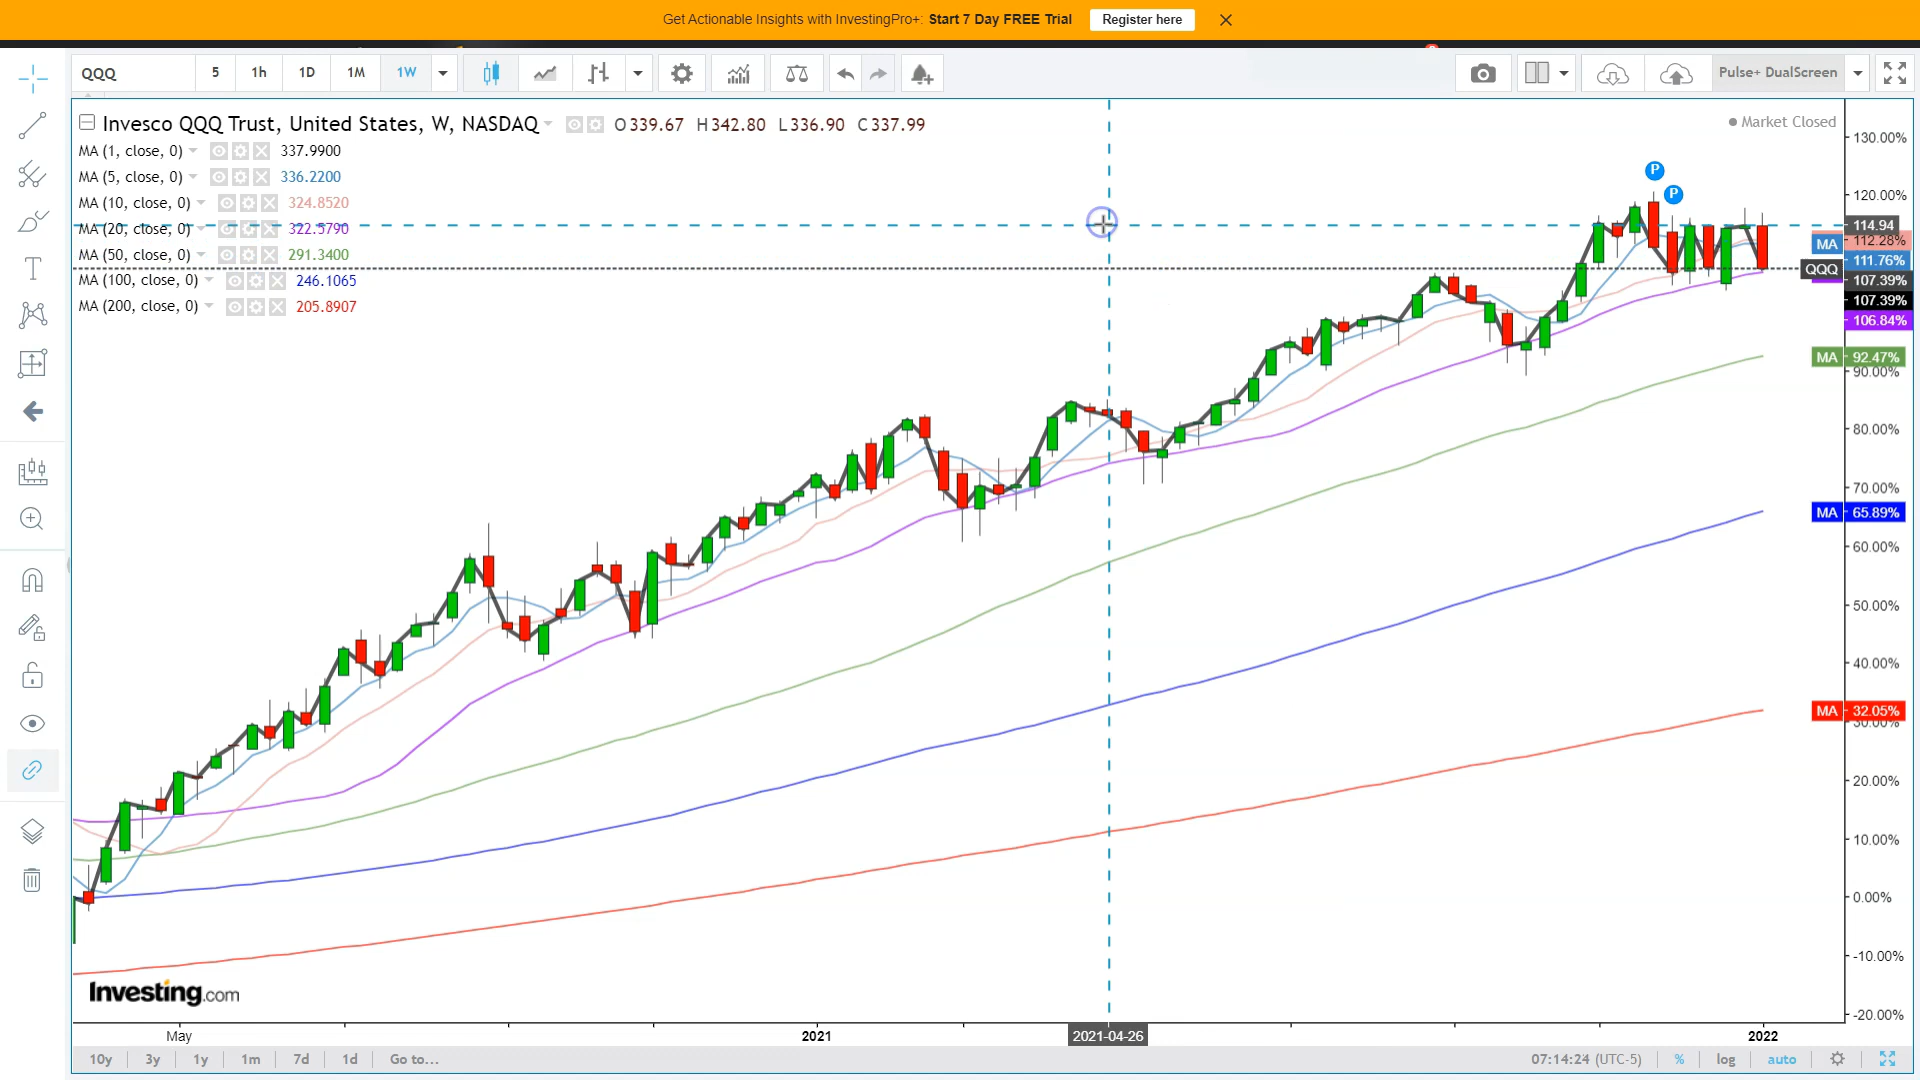 Get Actionable Insights with InvestingPro+: Start 7 Day FREE Trial Register here
QQQ 5 1h 1D 1M 1W Pulse+ DualScreen
Invesco QQQ Trust, United States, W, NASDAQ O339.67 H342.80 L336.90 C337.99
Market Closed
MA (1, close, 0) 337.9900
MA (5, close, 0) 336.2200
MA (10, close, 0) 324.8520
MA (20, close, 0) 322.5790
MA (50, close, 0) 291.3400
MA (100, close, 0) 246.1065
MA (200, close, 0) 205.8907
P
P
130.00%
120.00%
114.94
112.28%
MA 111.76%
QQQ 107.39%
107.39%
106.84%
MA 92.47%
90.00%
80.00%
70.00%
MA 65.89%
60.00%
50.00%
40.00%
MA 32.05%
30.00%
20.00%
10.00%
0.00%
-10.00%
-20.00%
Investing.com
May 2021 2021-04-26 2022
10y 3y 1y 1m 7d 1d Go to... 07:14:24 (UTC-5) % log auto